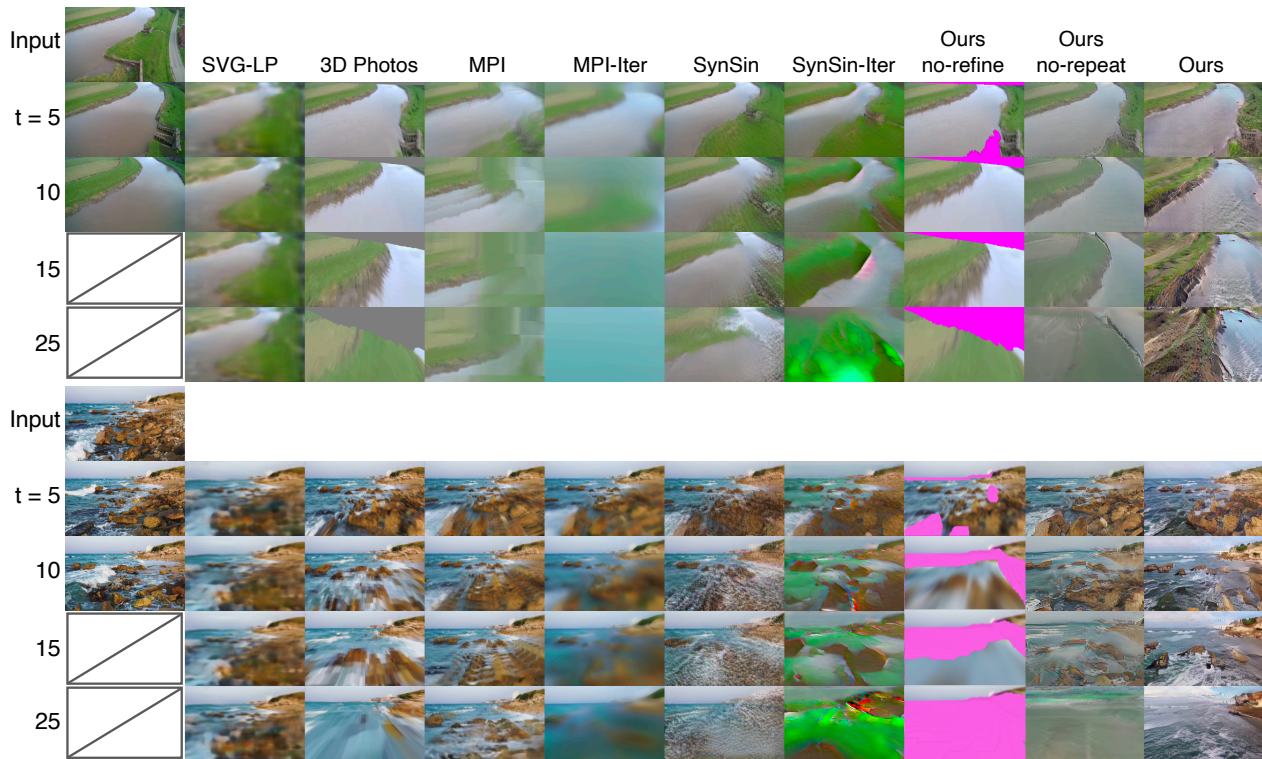 Input
SVG-LP 3D Photos MPI MPI-Iter SynSin SynSin-Iter Ours no-refine Ours no-repeat Ours
t = 5
10
15
25
Input
t = 5
10
15
25